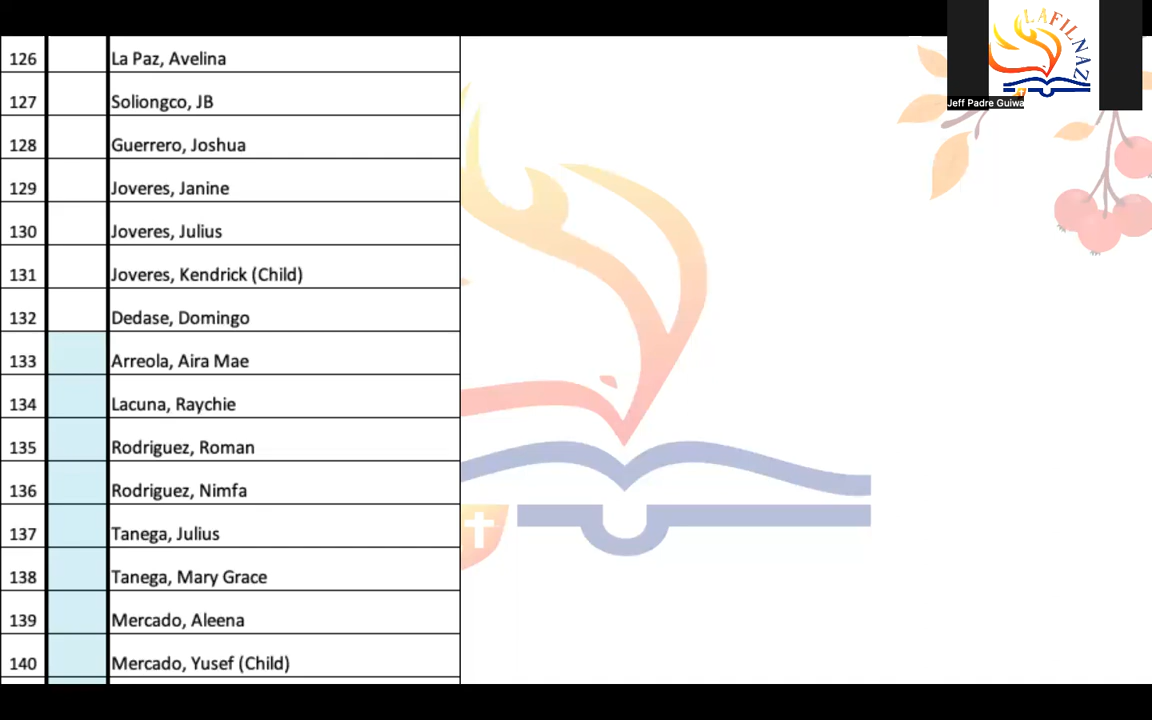 LAFILNAZ
Jeff Padre Guiwa
126 La Paz, Avelina
127 Soliongco, JB
128 Guerrero, Joshua
129 Joveres, Janine
130 Joveres, Julius
131 Joveres, Kendrick (Child)
132 Dedase, Domingo
133 Arreola, Aira Mae
134 Lacuna, Raychie
135 Rodriguez, Roman
136 Rodriguez, Nimfa
137 Tanega, Julius
138 Tanega, Mary Grace
139 Mercado, Aleena
140 Mercado, Yusef (Child)